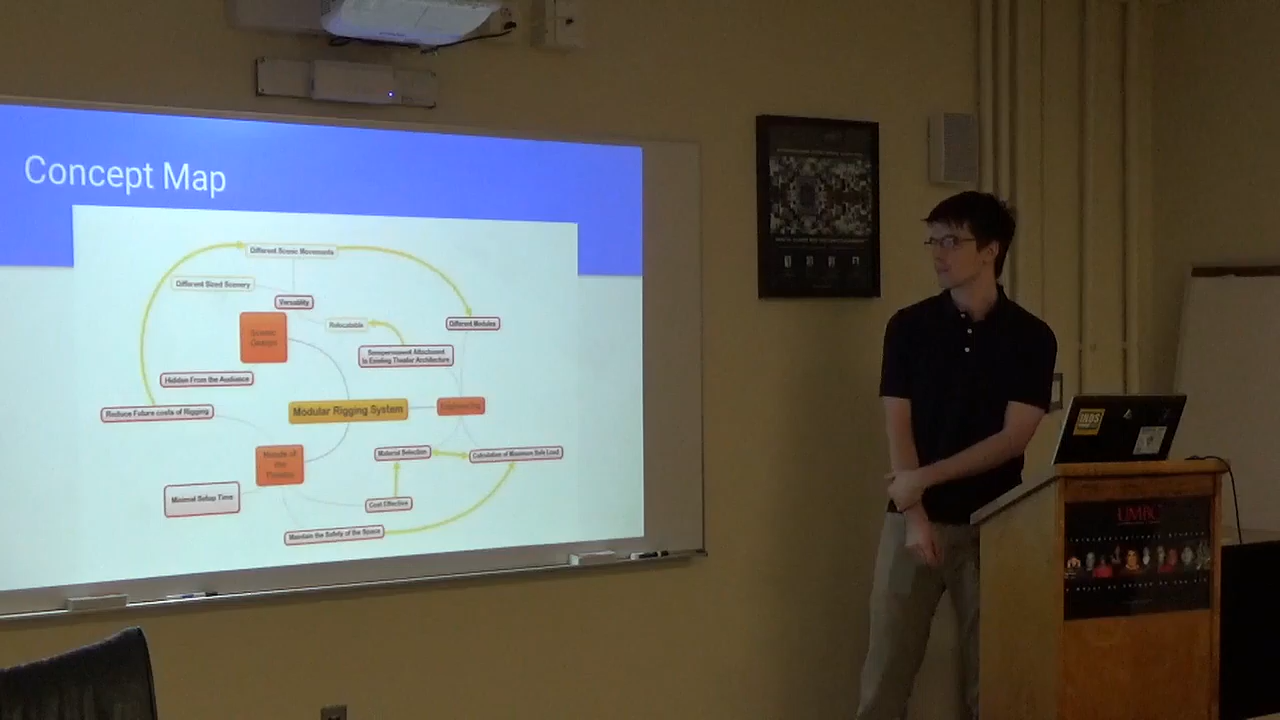 Concept Map
Different Scenic Movements
Different Sized Scenery
Versatility
Relocatable
Different Modules
Scenic
Design
Semipermanent Attachment
to Existing Theater Architecture
Hidden From the Audience
Reduce Future costs of Rigging
Modular Rigging System
Engineering
Needs of
the
Theater
Material Selection
Calculation of Maximum Safe Load
Minimal Setup Time
Cost Effective
Maintain the Safety of the Space
INDS
UMBC